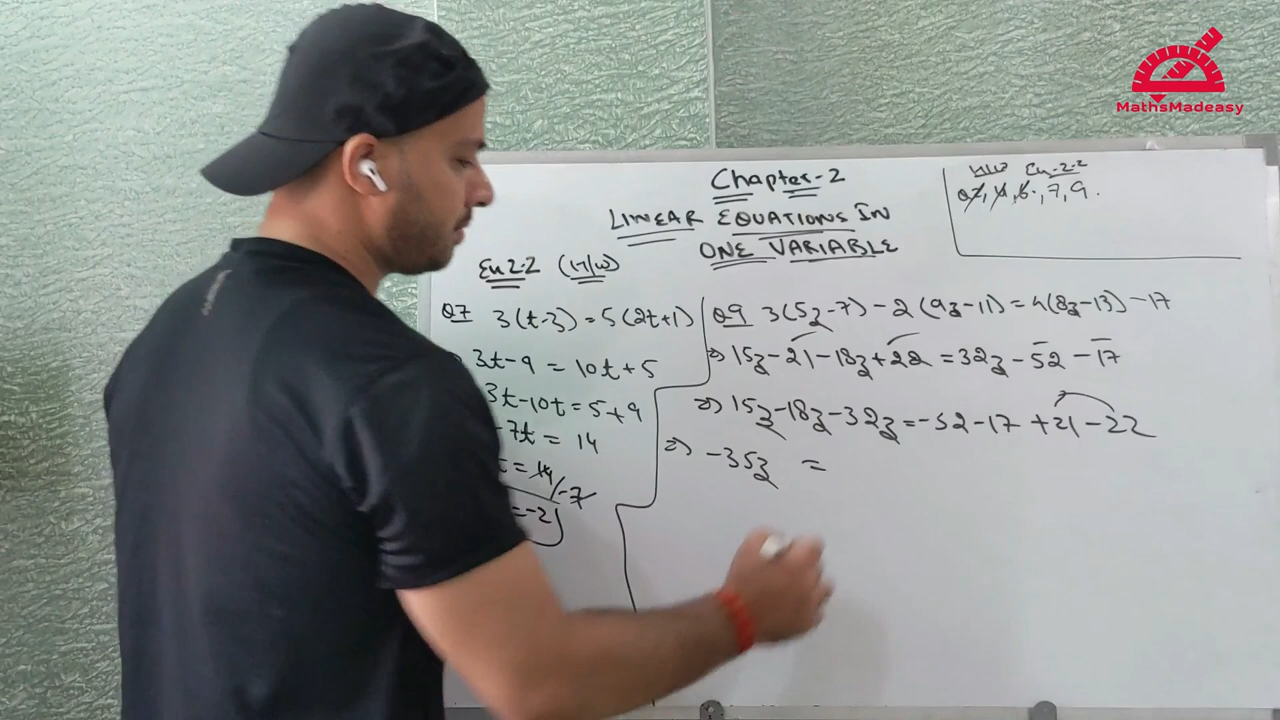 MathsMadeasy
Chapter-2
LINEAR EQUATIONS IN
ONE VARIABLE
H/W Ex-2.2
Q2, 4, 6, 7, 9.
Ex 2.2 (H/W)
Q7 3(t-3)=5(2t+1)
3t-9 = 10t+5
3t-10t=5+9
-7t = 14
t = 14/-7
=-2
Q9 3(5z-7)-2(9z-11)=4(8z-13)-17
⇒ 15z-21-18z+22=32z-52-17
⇒ 15z-18z-32z=-52-17+21-22
⇒ -35z =